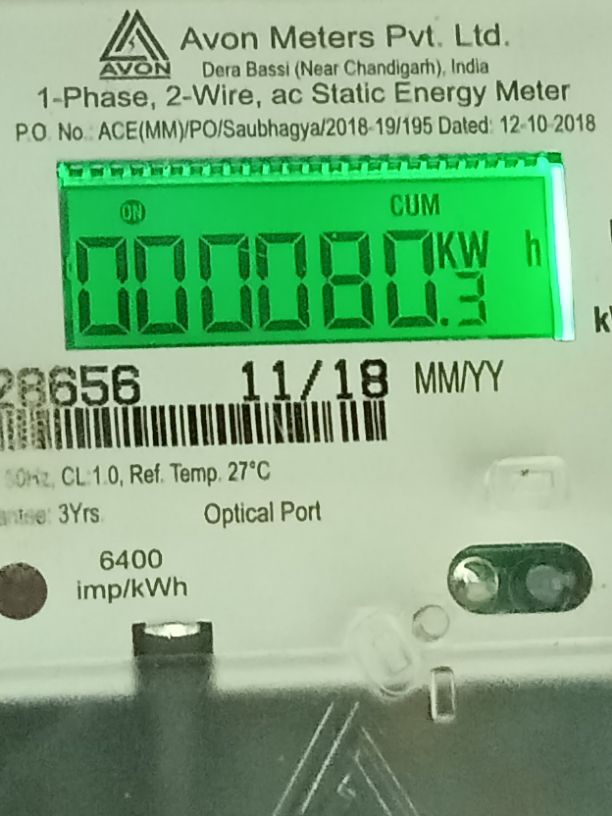 Avon Meters Pvt. Ltd.
AVON
Dera Bassi (Near Chandigarh), India
1-Phase, 2-Wire, ac Static Energy Meter
P.O. No.: ACE(MM)/PO/Saubhagya/2018-19/195 Dated: 12-10-2018
ON CUM
000080.3 KW h
28656 11/18 MM/YY
50Hz, CL 1.0, Ref. Temp. 27°C
3Yrs. Optical Port
6400
imp/kWh